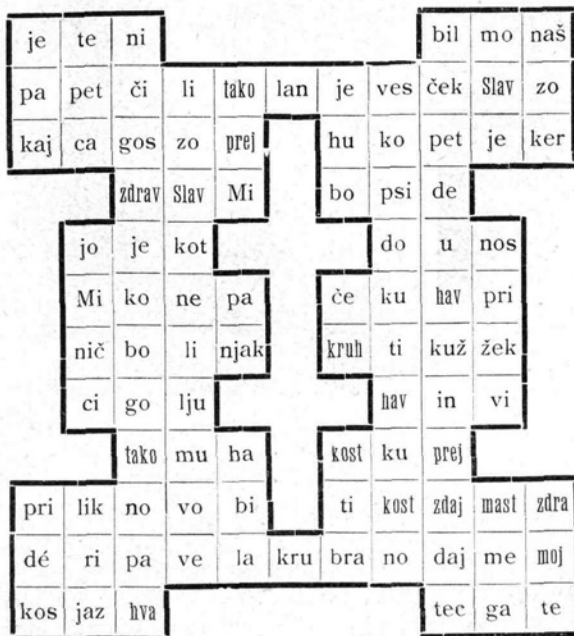 je te ni bil mo naš
pa pet či li tako lan je ves ček Slav zo
kaj ca gos zo prej hu ko pet je ker
zdrav Slav Mi bo psi de
jo je kot do u nos
Mi ko ne pa če ku hav pri
nič bo li njak kruh ti kuž žek
ci go lju hav in vi
tako mu ha kost ku prej
pri lik no vo bi ti kost zdaj mast zdra
dé ri pa ve la kru bra no daj me moj
kos jaz hva tec ga te